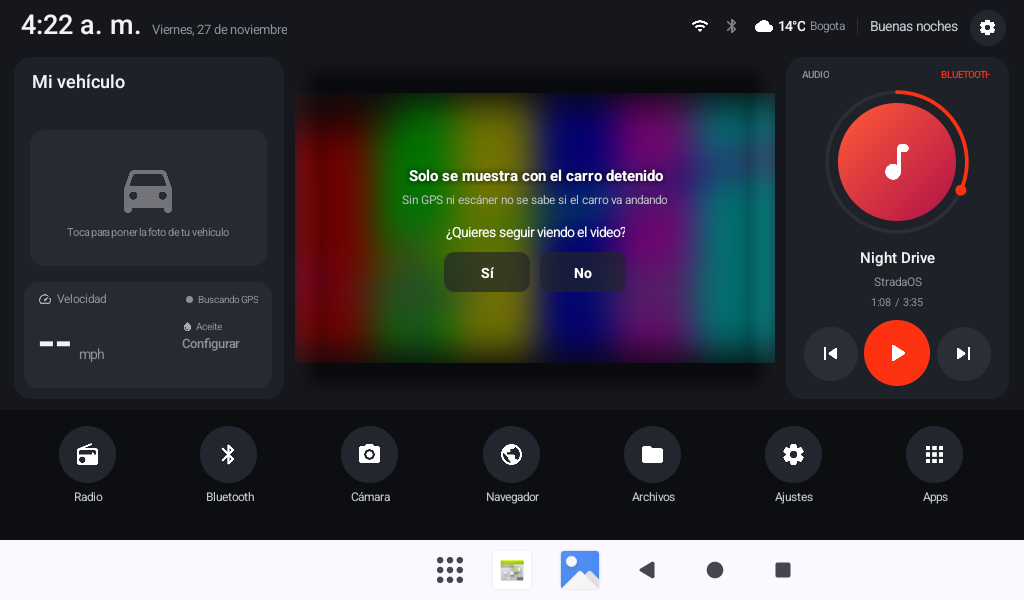 4:22 a. m. Viernes, 27 de noviembre
14°C Bogota
Buenas noches
Mi vehículo
Toca para poner la foto de tu vehículo
Velocidad
Buscando GPS
-- mph
Aceite
Configurar
Solo se muestra con el carro detenido
Sin GPS ni escáner no se sabe si el carro va andando
¿Quieres seguir viendo el video?
Sí
No
AUDIO
BLUETOOTH
Night Drive
StradaOS
1:08 / 3:35
Radio
Bluetooth
Cámara
Navegador
Archivos
Ajustes
Apps